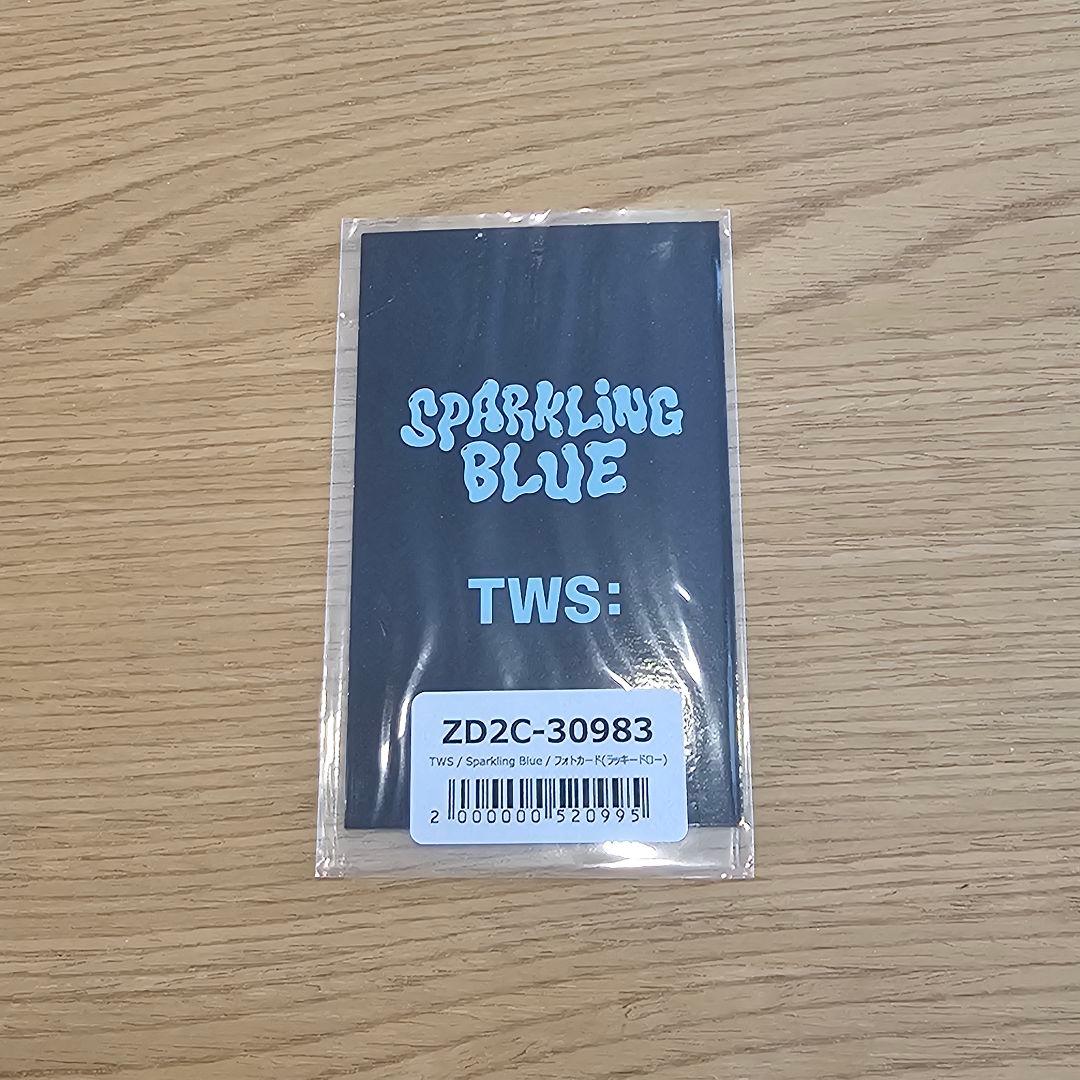 SPARKLiNG
BLUE
TWS:
ZD2C-30983
TWS / Sparkling Blue / フォトカード(ラッキードロー)
2 000000 520995